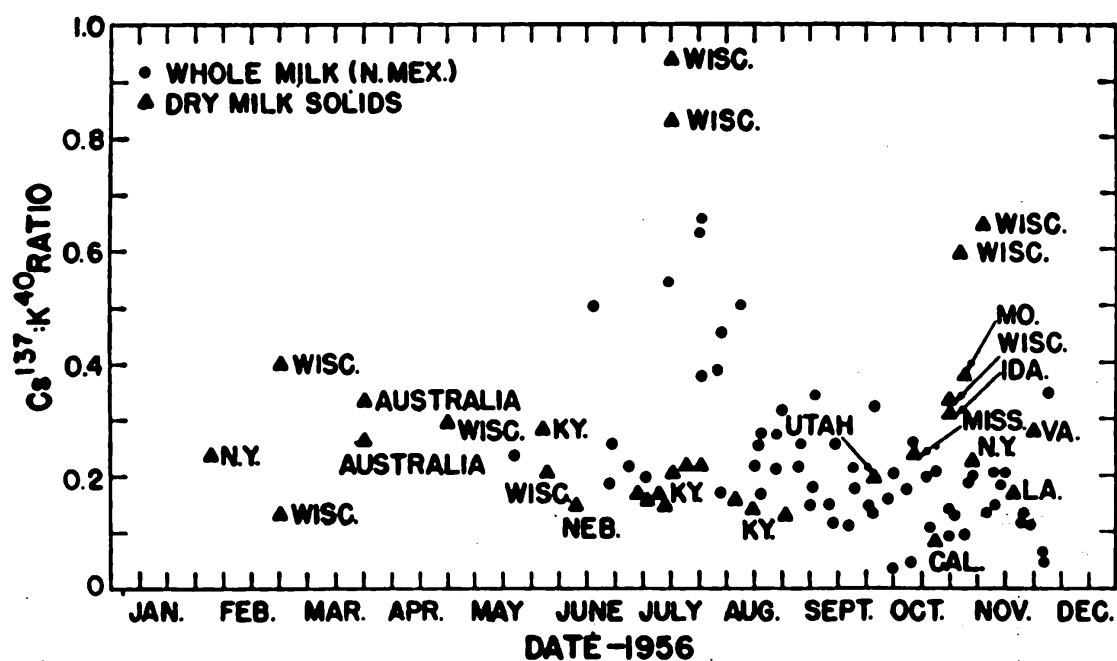 1.0
0.8
0.6
0.4
0.2
0
Cs137:K40 RATIO
● WHOLE MILK (N. MEX.)
▲ DRY MILK SOLIDS
WISC.
WISC.
WISC.
WISC.
MO.
WISC.
IDA.
WISC.
AUSTRALIA
AUSTRALIA
WISC.
KY.
UTAH
MISS.
N.Y.
VA.
N.Y.
WISC.
WISC.
NEB.
KY.
KY.
LA.
CAL.
JAN. FEB. MAR. APR. MAY JUNE JULY AUG. SEPT. OCT. NOV. DEC.
DATE-1956